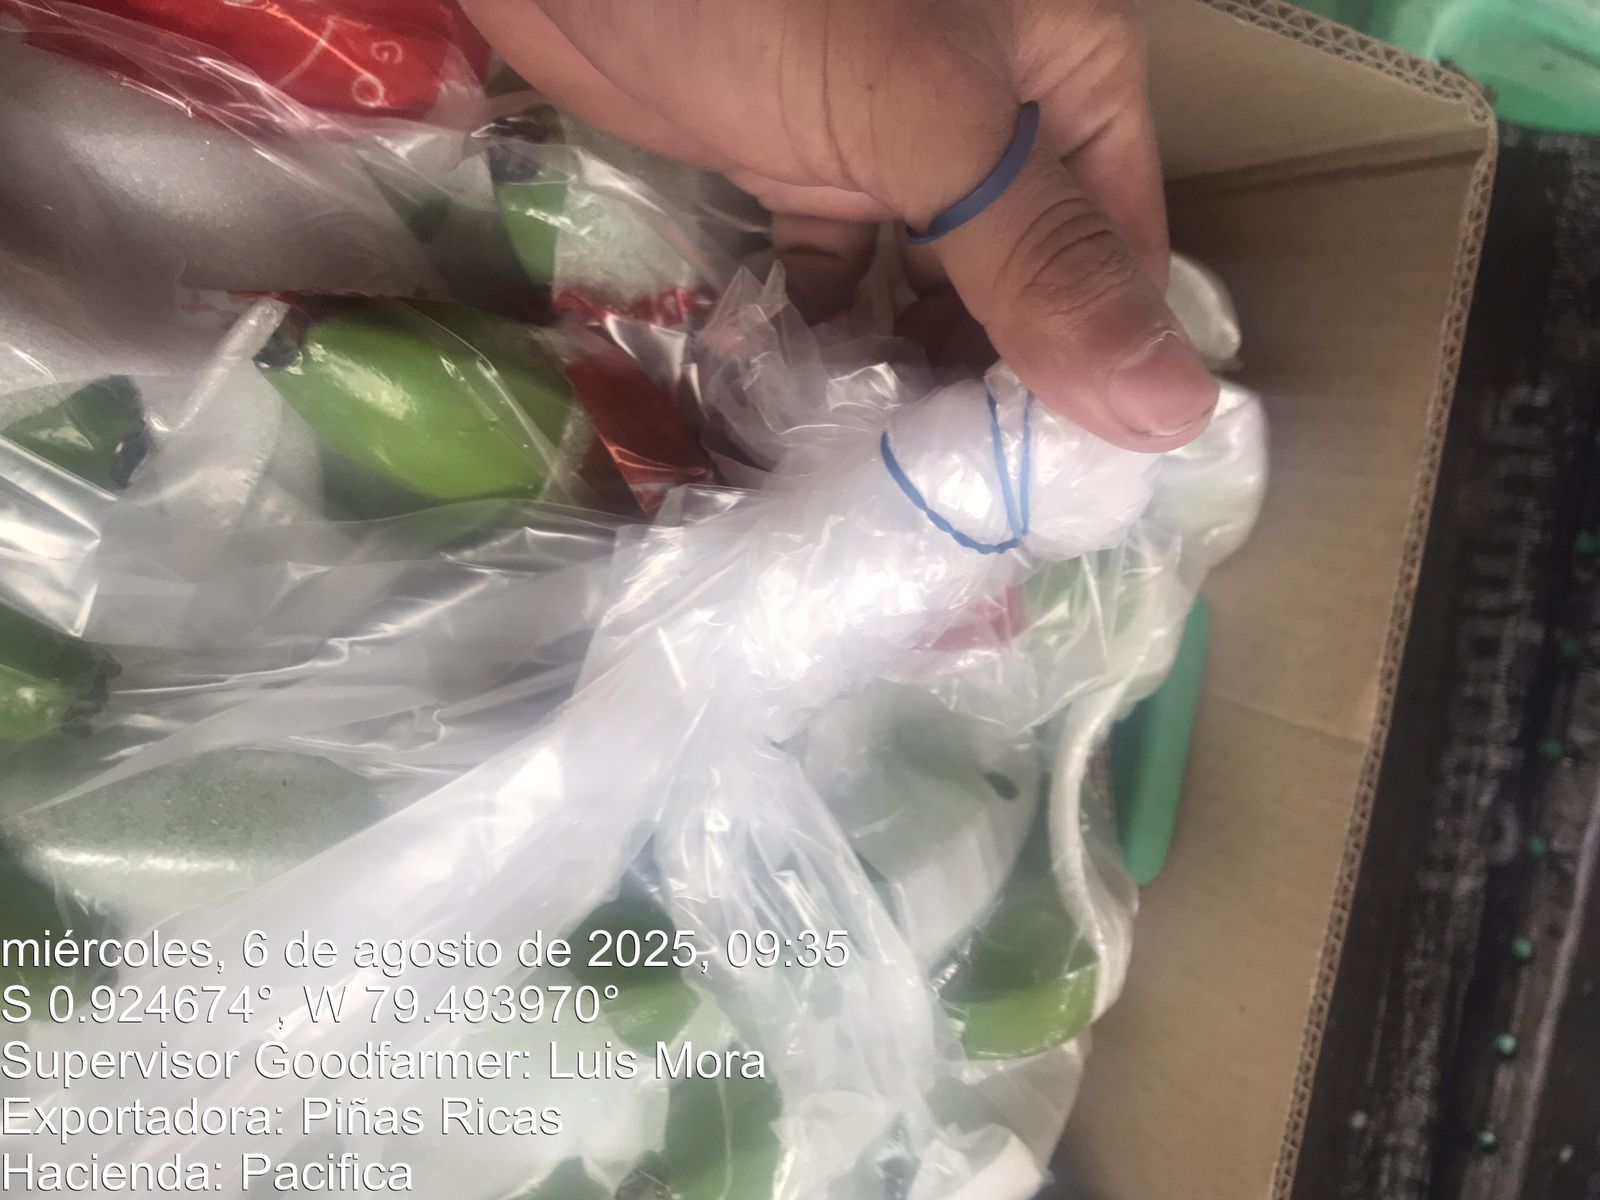 GO
miércoles, 6 de agosto de 2025, 09:35
S 0.924674°, W 79.493970°
Supervisor Goodfarmer: Luis Mora
Exportadora: Piñas Ricas
Hacienda: Pacifica